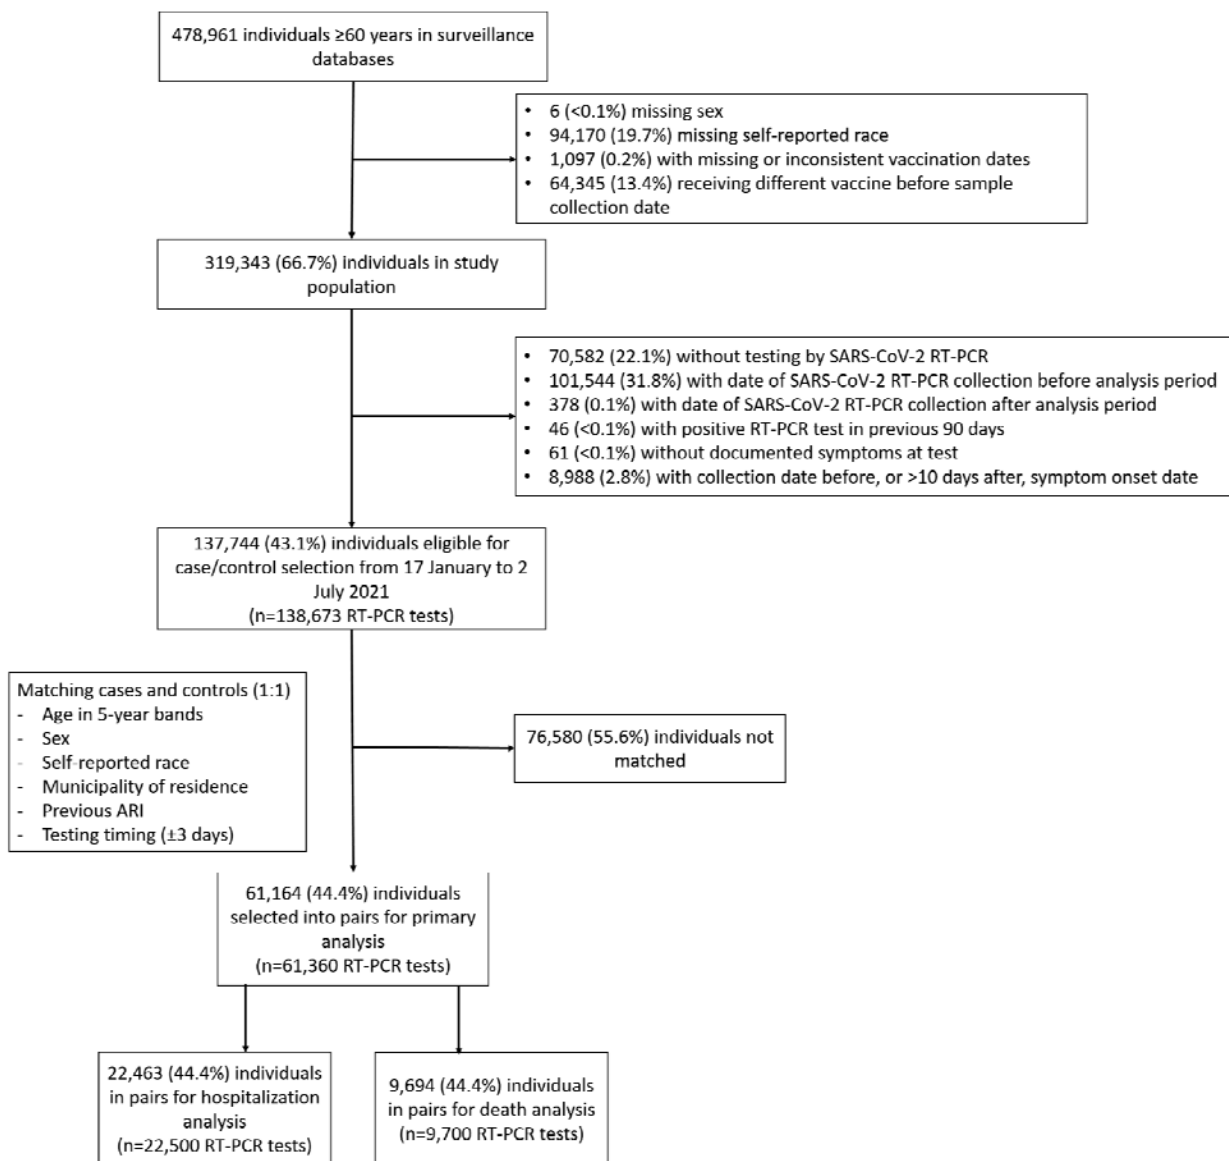 478,961 individuals ≥60 years in surveillance
databases
• 6 (<0.1%) missing sex
• 94,170 (19.7%) missing self-reported race
• 1,097 (0.2%) with missing or inconsistent vaccination dates
• 64,345 (13.4%) receiving different vaccine before sample
collection date
319,343 (66.7%) individuals in study
population
• 70,582 (22.1%) without testing by SARS-CoV-2 RT-PCR
• 101,544 (31.8%) with date of SARS-CoV-2 RT-PCR collection before analysis period
• 378 (0.1%) with date of SARS-CoV-2 RT-PCR collection after analysis period
• 46 (<0.1%) with positive RT-PCR test in previous 90 days
• 61 (<0.1%) without documented symptoms at test
• 8,988 (2.8%) with collection date before, or >10 days after, symptom onset date
137,744 (43.1%) individuals eligible for
case/control selection from 17 January to 2
July 2021
(n=138,673 RT-PCR tests)
Matching cases and controls (1:1)
- Age in 5-year bands
- Sex
- Self-reported race
- Municipality of residence
- Previous ARI
- Testing timing (±3 days)
76,580 (55.6%) individuals not
matched
61,164 (44.4%) individuals
selected into pairs for primary
analysis
(n=61,360 RT-PCR tests)
22,463 (44.4%) individuals
in pairs for hospitalization
analysis
(n=22,500 RT-PCR tests)
9,694 (44.4%) individuals
in pairs for death analysis
(n=9,700 RT-PCR tests)